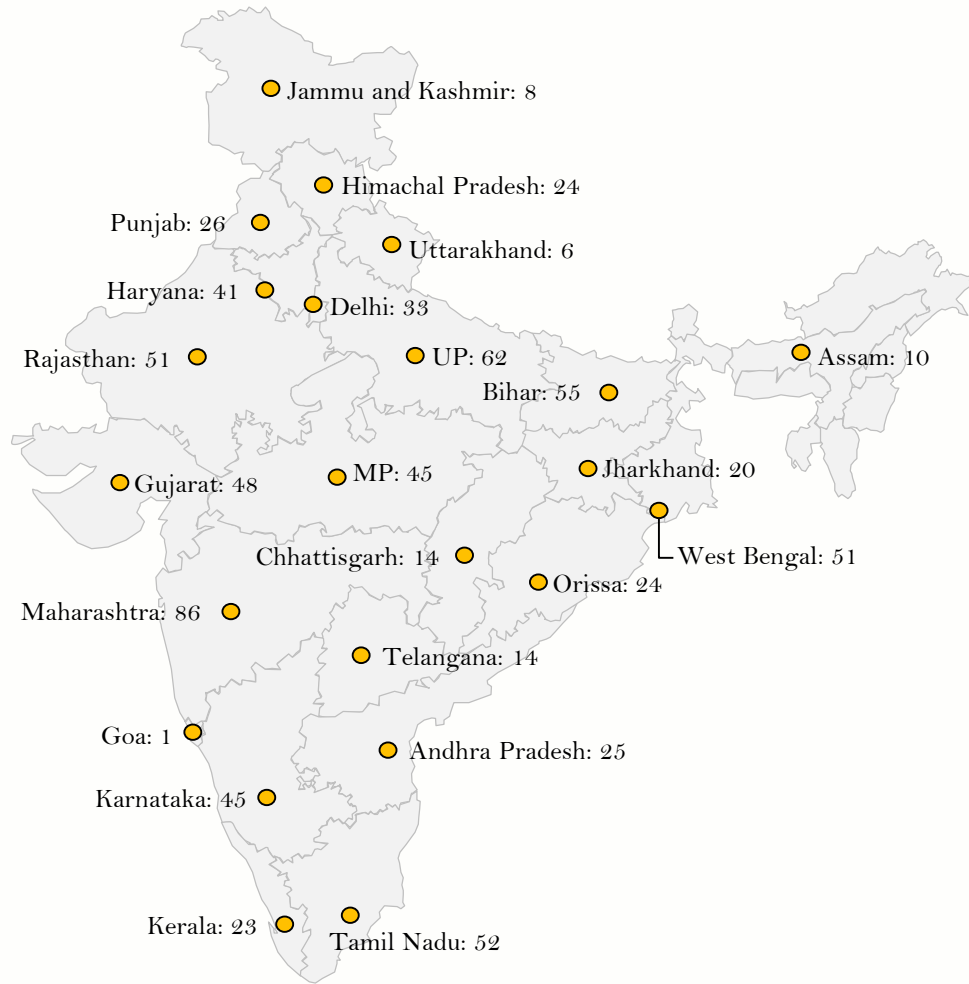 Jammu and Kashmir: 8
Himachal Pradesh: 24
Punjab: 26
Uttarakhand: 6
Haryana: 41
Delhi: 33
Rajasthan: 51
UP: 62
Assam: 10
Bihar: 55
Gujarat: 48
MP: 45
Jharkhand: 20
Chhattisgarh: 14
West Bengal: 51
Orissa: 24
Maharashtra: 86
Telangana: 14
Goa: 1
Andhra Pradesh: 25
Karnataka: 45
Kerala: 23
Tamil Nadu: 52